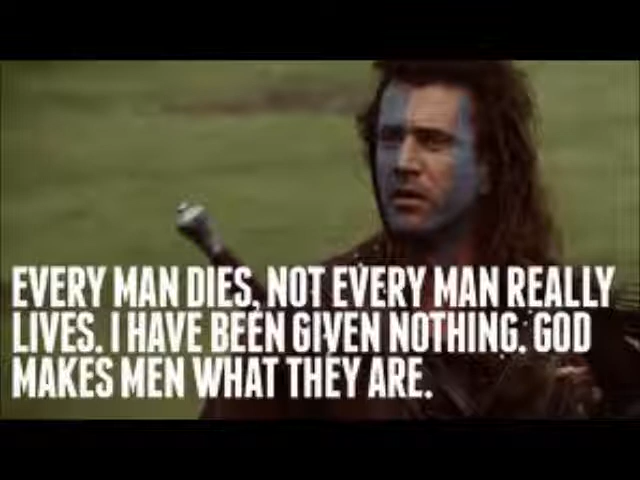 EVERY MAN DIES, NOT EVERY MAN REALLY
LIVES. I HAVE BEEN GIVEN NOTHING. GOD
MAKES MEN WHAT THEY ARE.